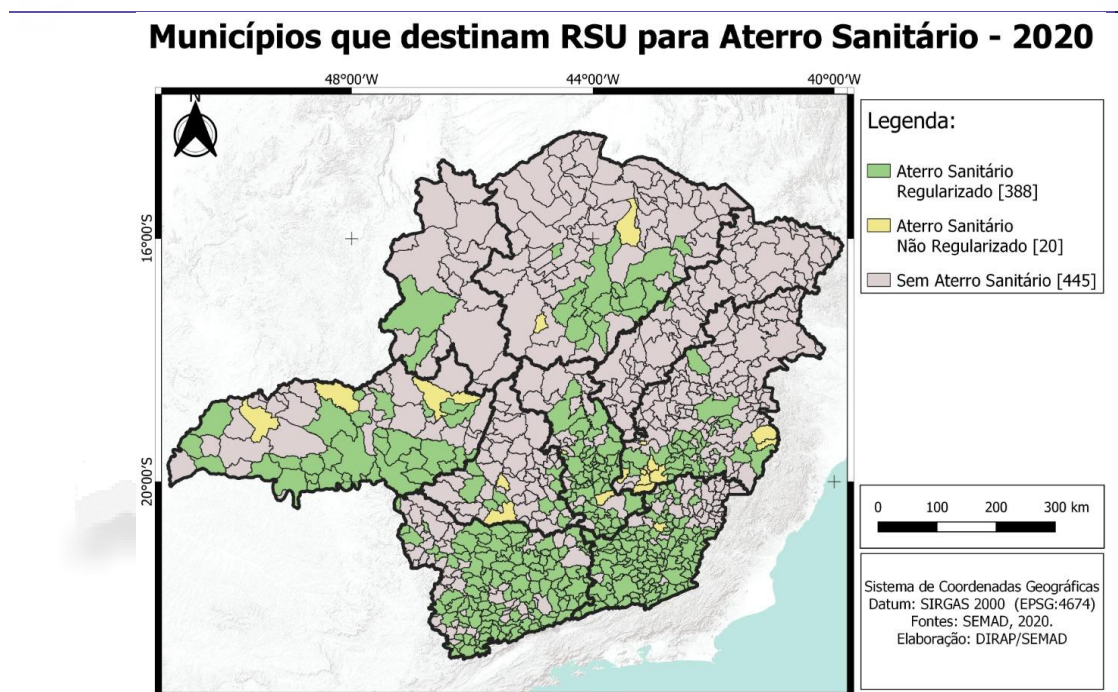 Municípios que destinam RSU para Aterro Sanitário - 2020
48°00'W
44°00'W
40°00'W
N
16°00'S
20°00'S
Legenda:
Aterro Sanitário
Regularizado [388]
Aterro Sanitário
Não Regularizado [20]
Sem Aterro Sanitário [445]
0 100 200 300 km
Sistema de Coordenadas Geográficas
Datum: SIRGAS 2000 (EPSG:4674)
Fontes: SEMAD, 2020.
Elaboração: DIRAP/SEMAD